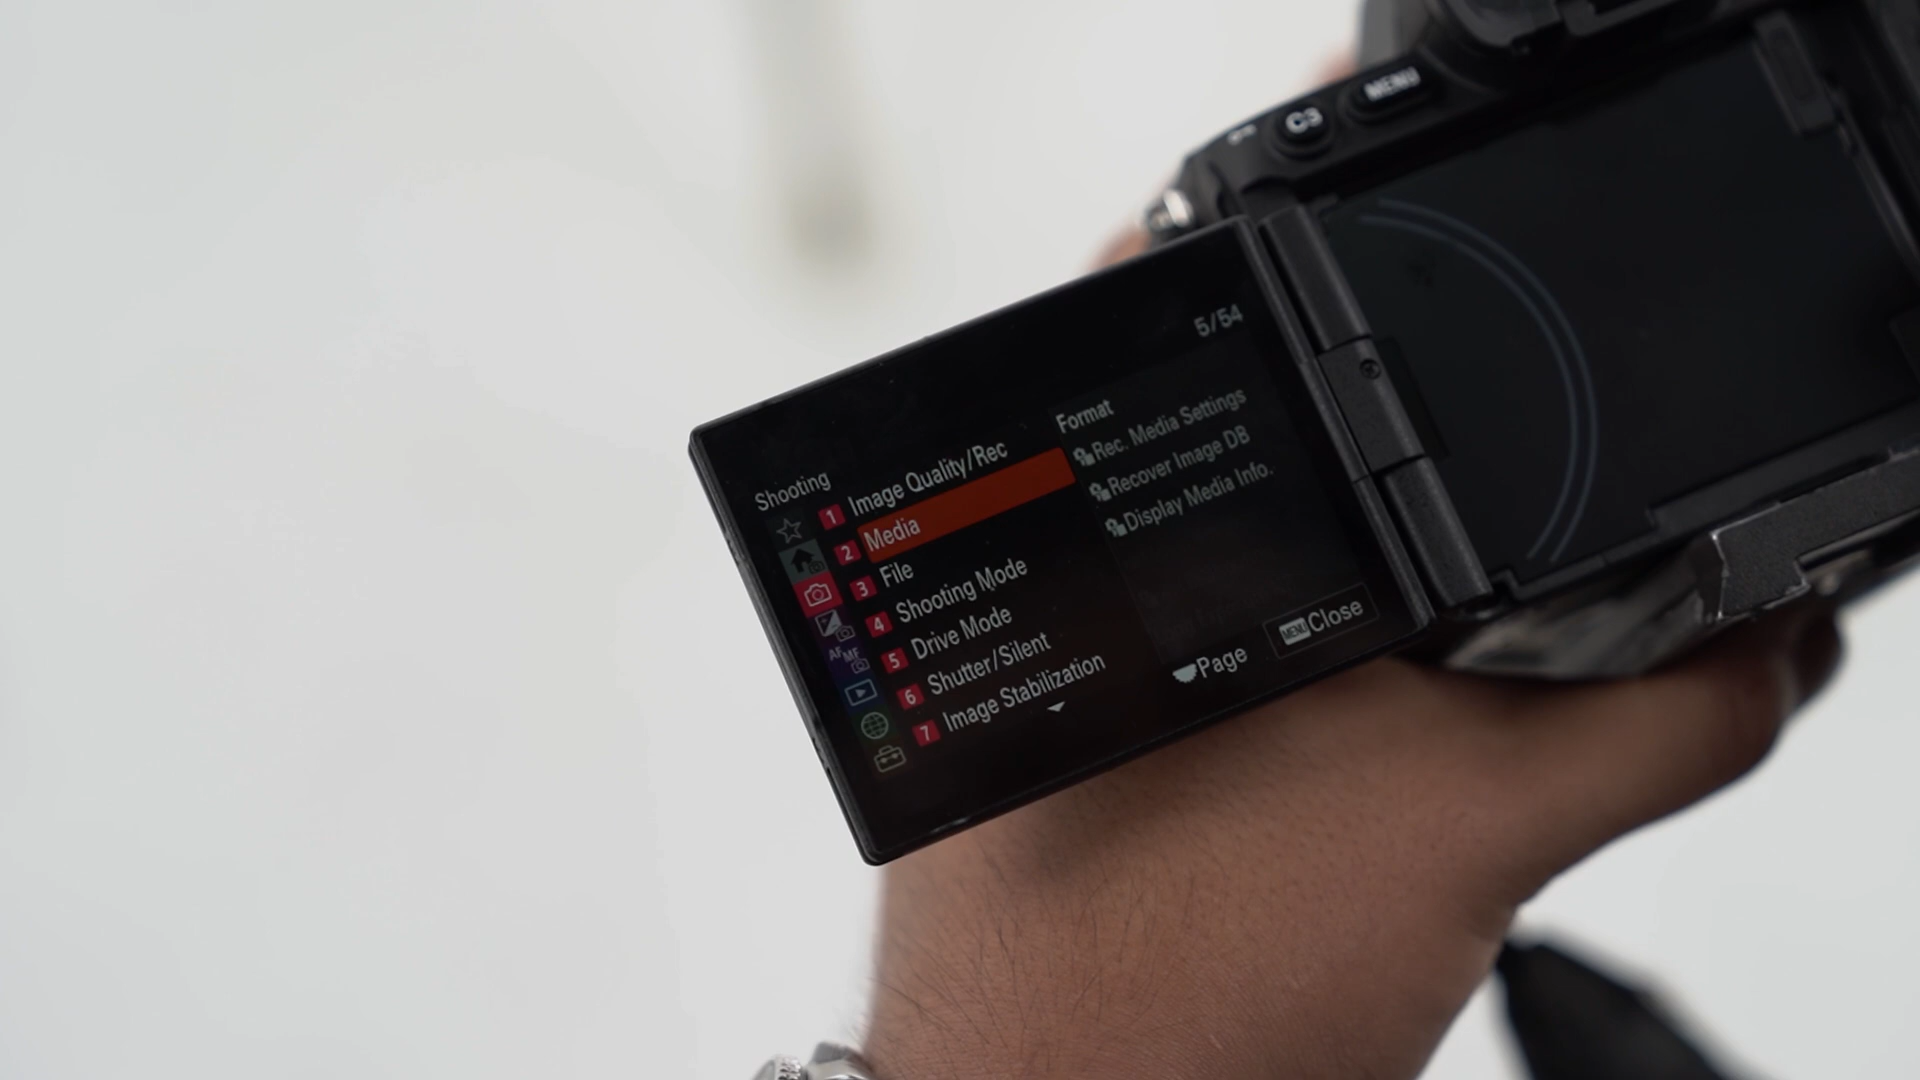 C3
MENU
5/54
Shooting
1 Image Quality/Rec
2 Media
3 File
4 Shooting Mode
5 Drive Mode
6 Shutter/Silent
7 Image Stabilization
AF MF
Format
Rec. Media Settings
Recover Image DB
Display Media Info.
Page
MENU Close